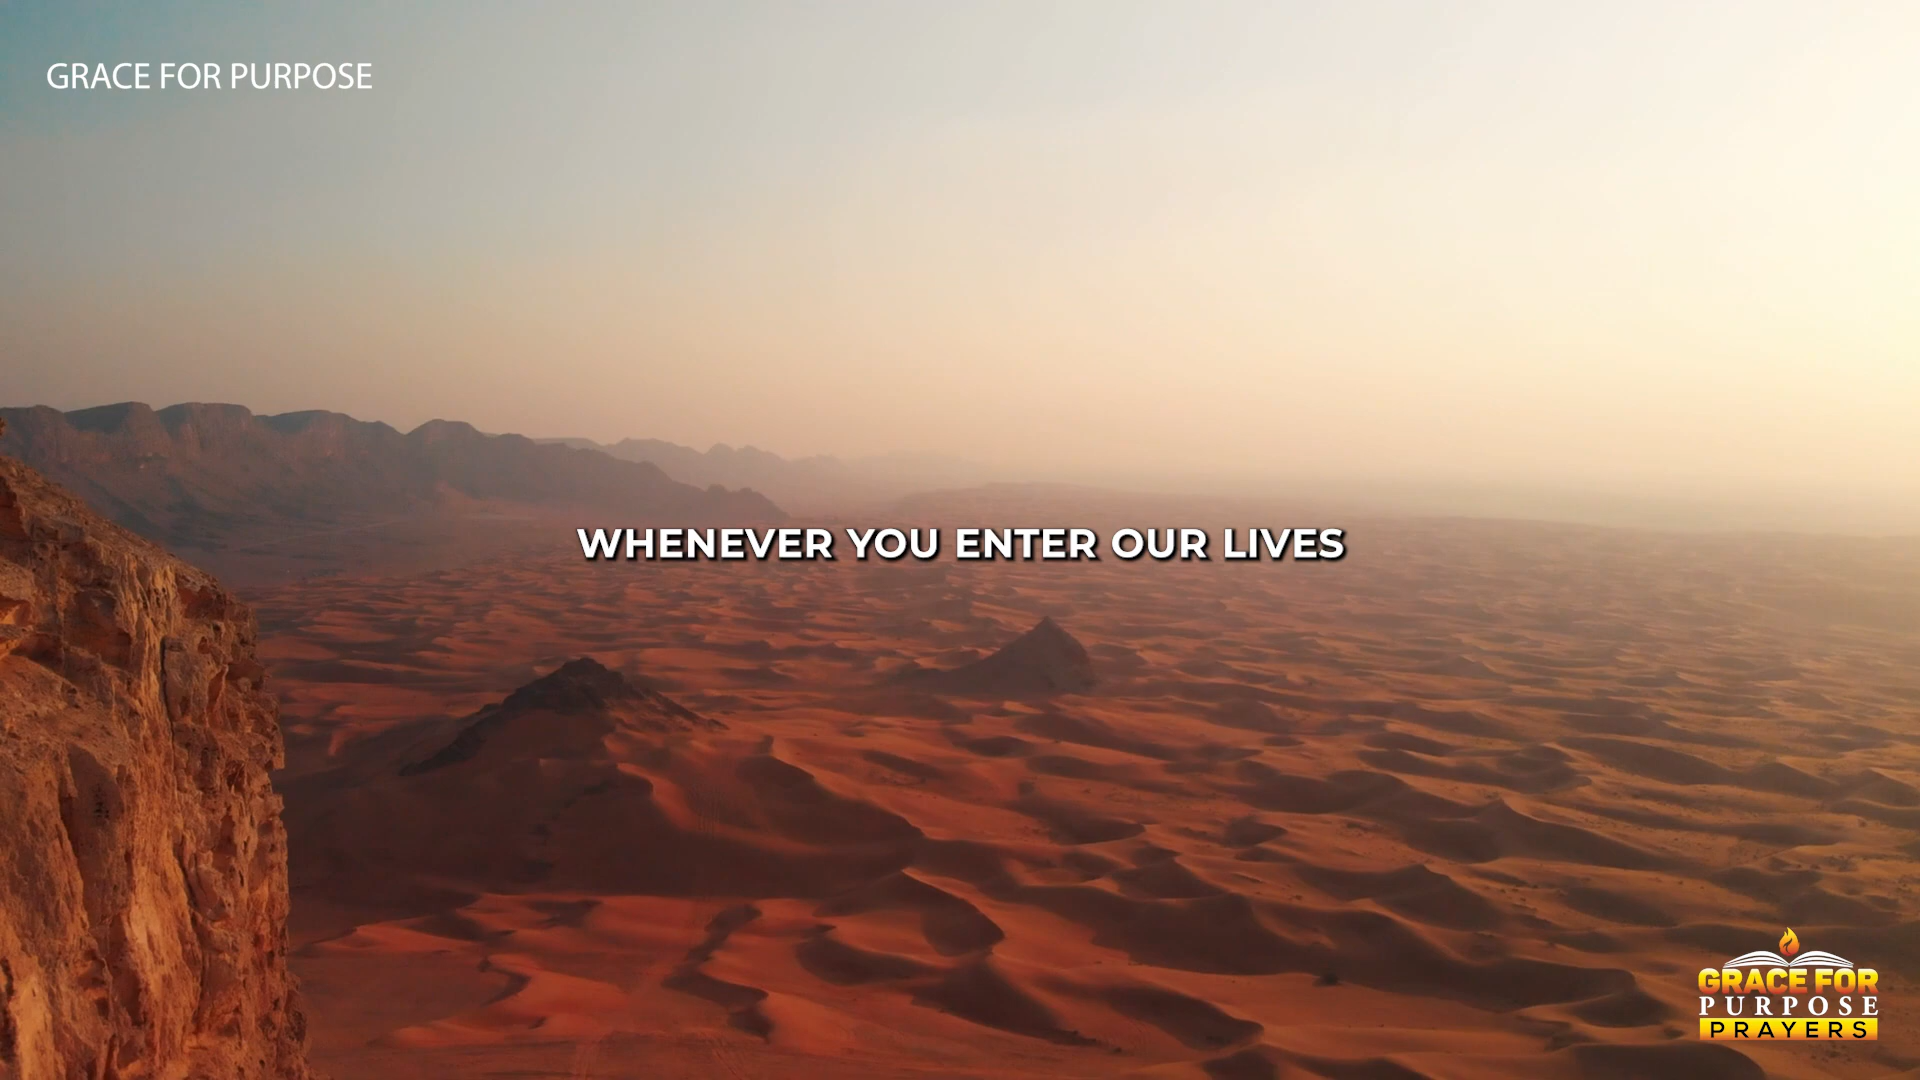 GRACE FOR PURPOSE
WHENEVER YOU ENTER OUR LIVES
GRACE FOR
PURPOSE
PRAYERS